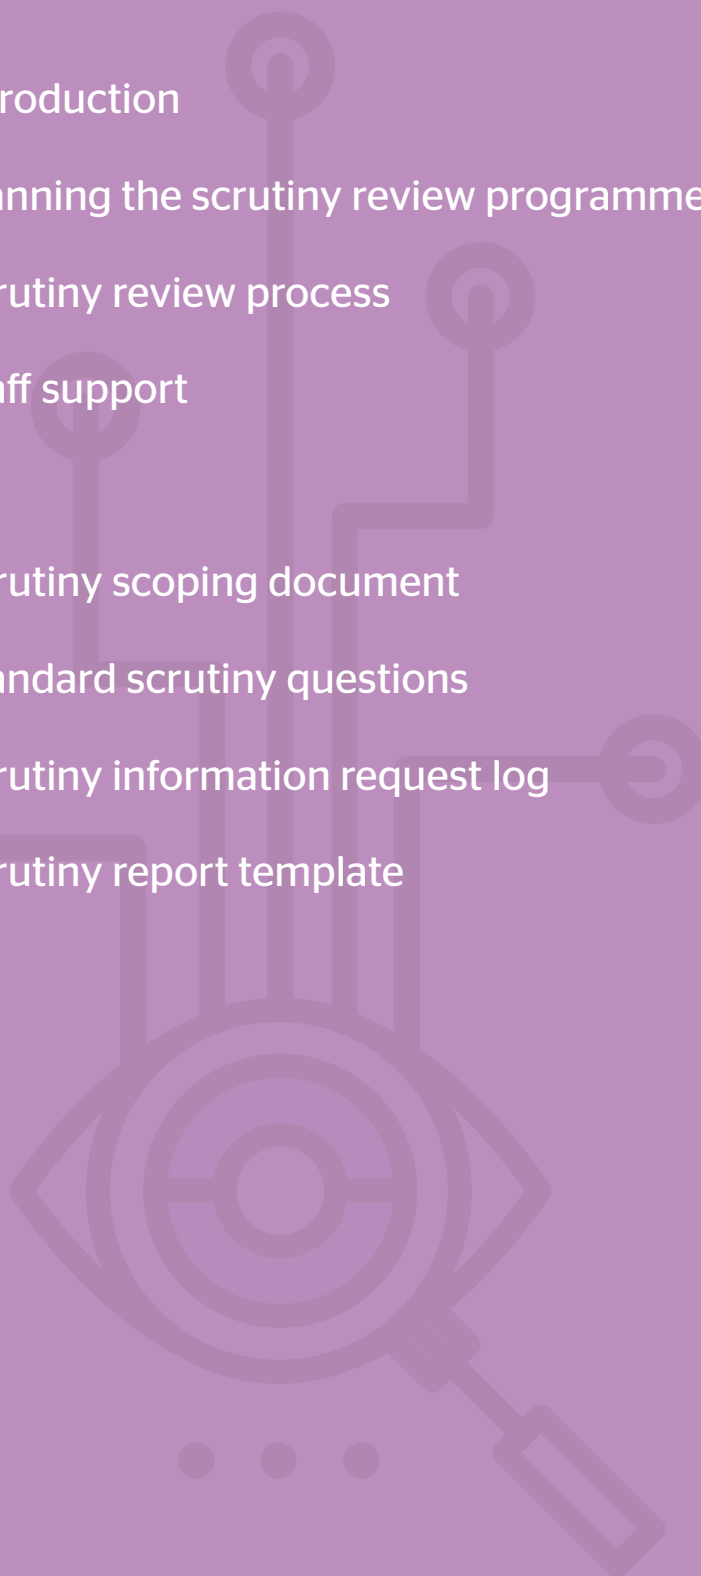 roduction
nning the scrutiny review programme
rutiny review process
ff support
rutiny scoping document
andard scrutiny questions
rutiny information request log
rutiny report template